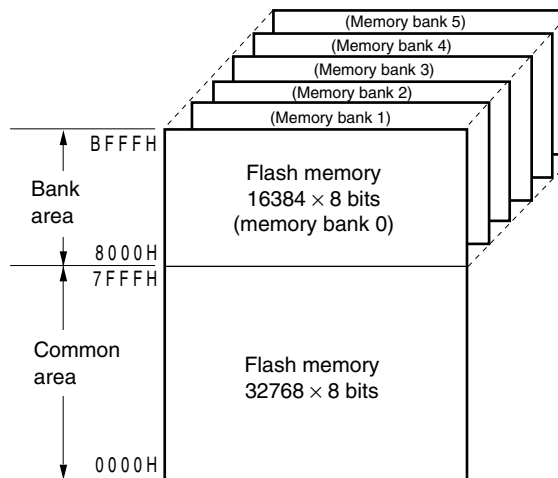 (Memory bank 5)
(Memory bank 4)
(Memory bank 3)
(Memory bank 2)
(Memory bank 1)
BFFFH
Flash memory
16384 × 8 bits
(memory bank 0)
Bank
area
8000H
7FFFH
Common
area
Flash memory
32768 × 8 bits
0000H